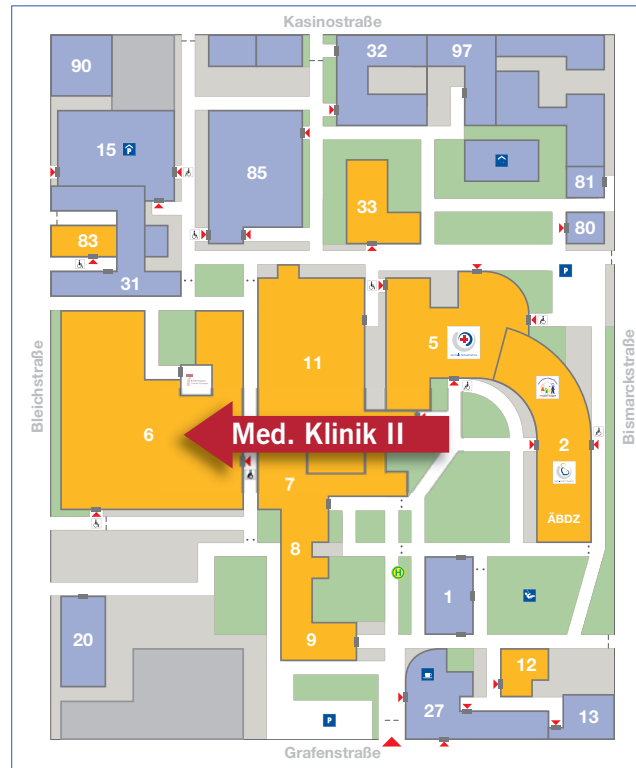 Kasinostraße
90
32
97
15
P
85
81
33
80
83
31
P
Bleichstraße
Bismarckstraße
5
11
6
Med. Klinik II
2
7
ÄBDZ
8
H
1
20
9
12
P
27
13
Grafenstraße